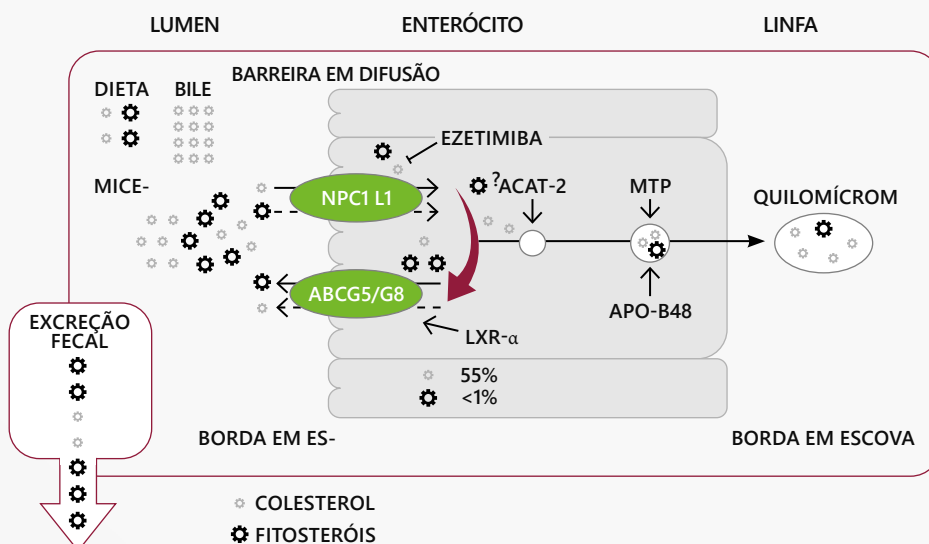 LUMEN
ENTERÓCITO
LINFA
BARREIRA EM DIFUSÃO
DIETA
BILE
EZETIMIBA
MICE-
NPC1 L1
?ACAT-2
MTP
QUILOMÍCROM
ABCG5/G8
APO-B48
LXR-α
EXCREÇÃO
FECAL
55%
<1%
BORDA EM ES-
BORDA EM ESCOVA
COLESTEROL
FITOSTERÓIS